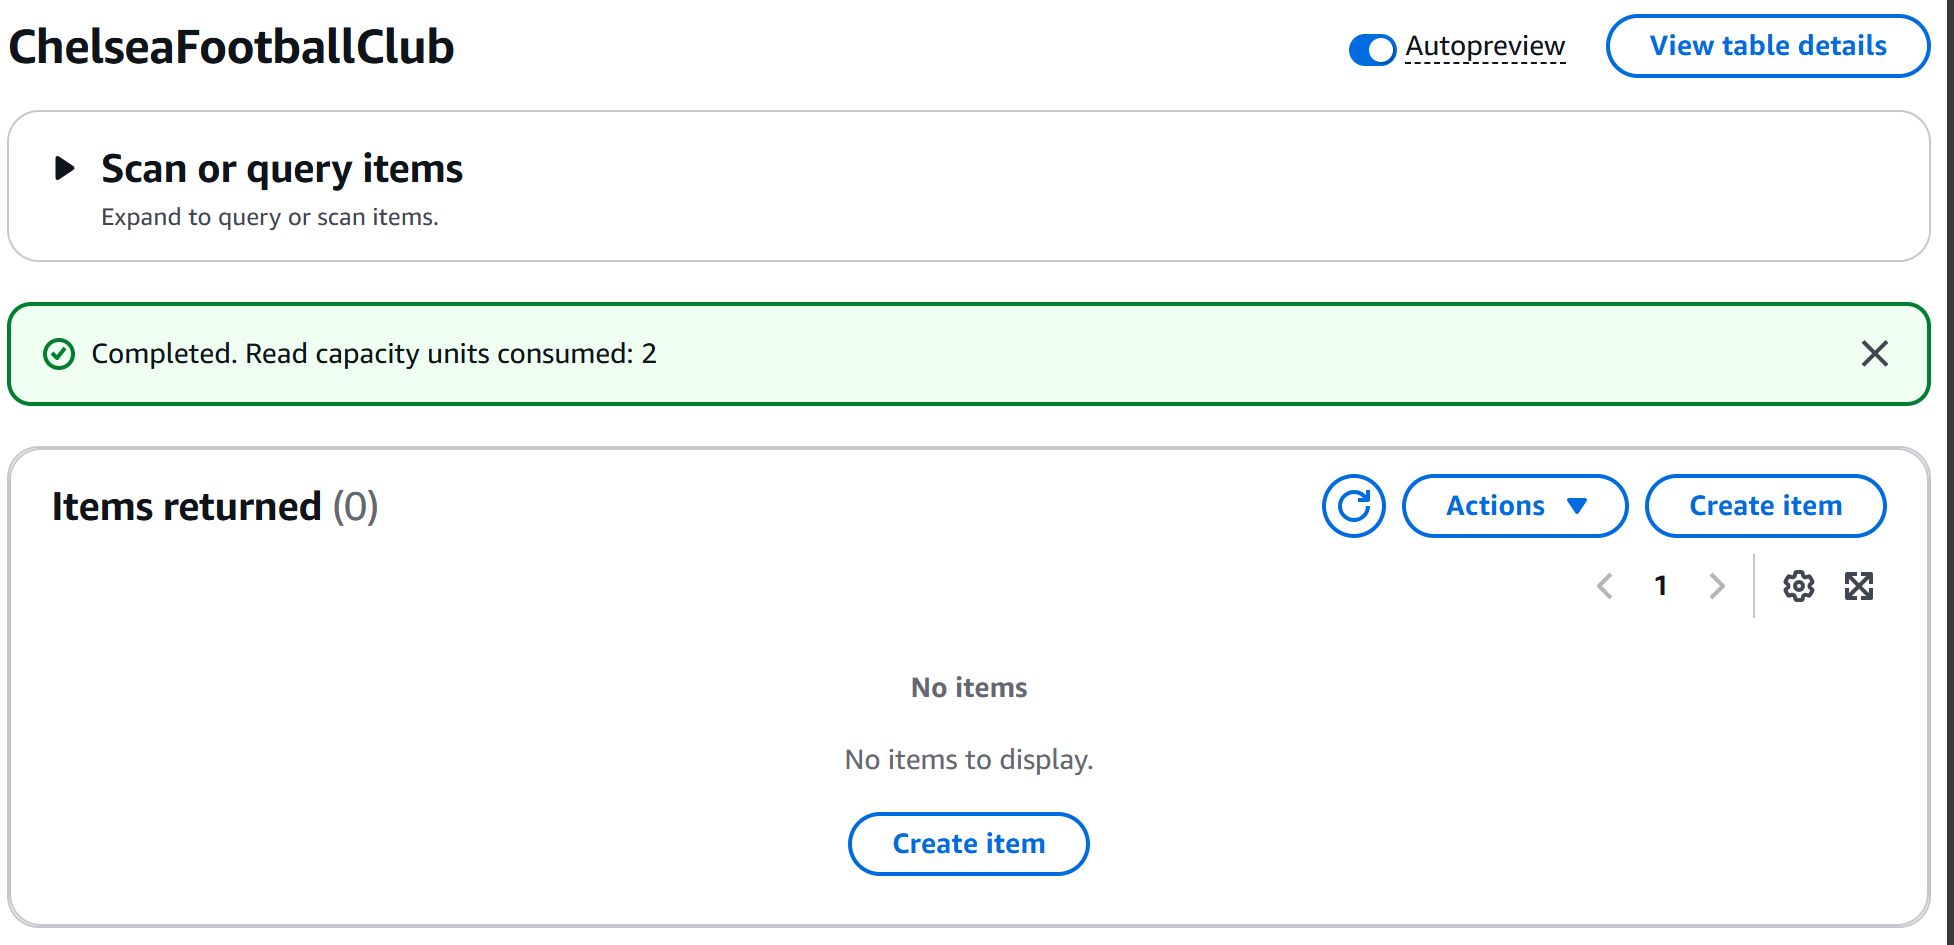 ChelseaFootballClub
Autopreview
View table details
Scan or query items
Expand to query or scan items.
Completed. Read capacity units consumed: 2
Items returned (0)
Actions
Create item
1
No items
No items to display.
Create item